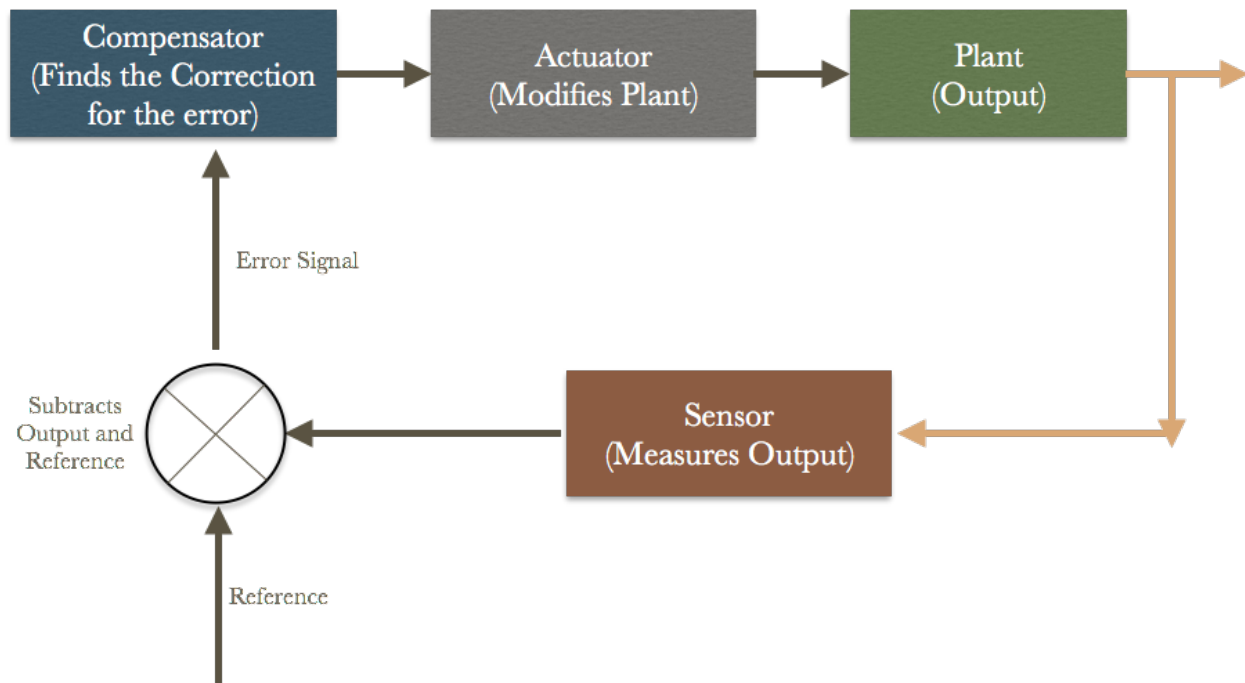 Compensator
(Finds the Correction
for the error)
Actuator
(Modifies Plant)
Plant
(Output)
Error Signal
Subtracts
Output and
Reference
Sensor
(Measures Output)
Reference